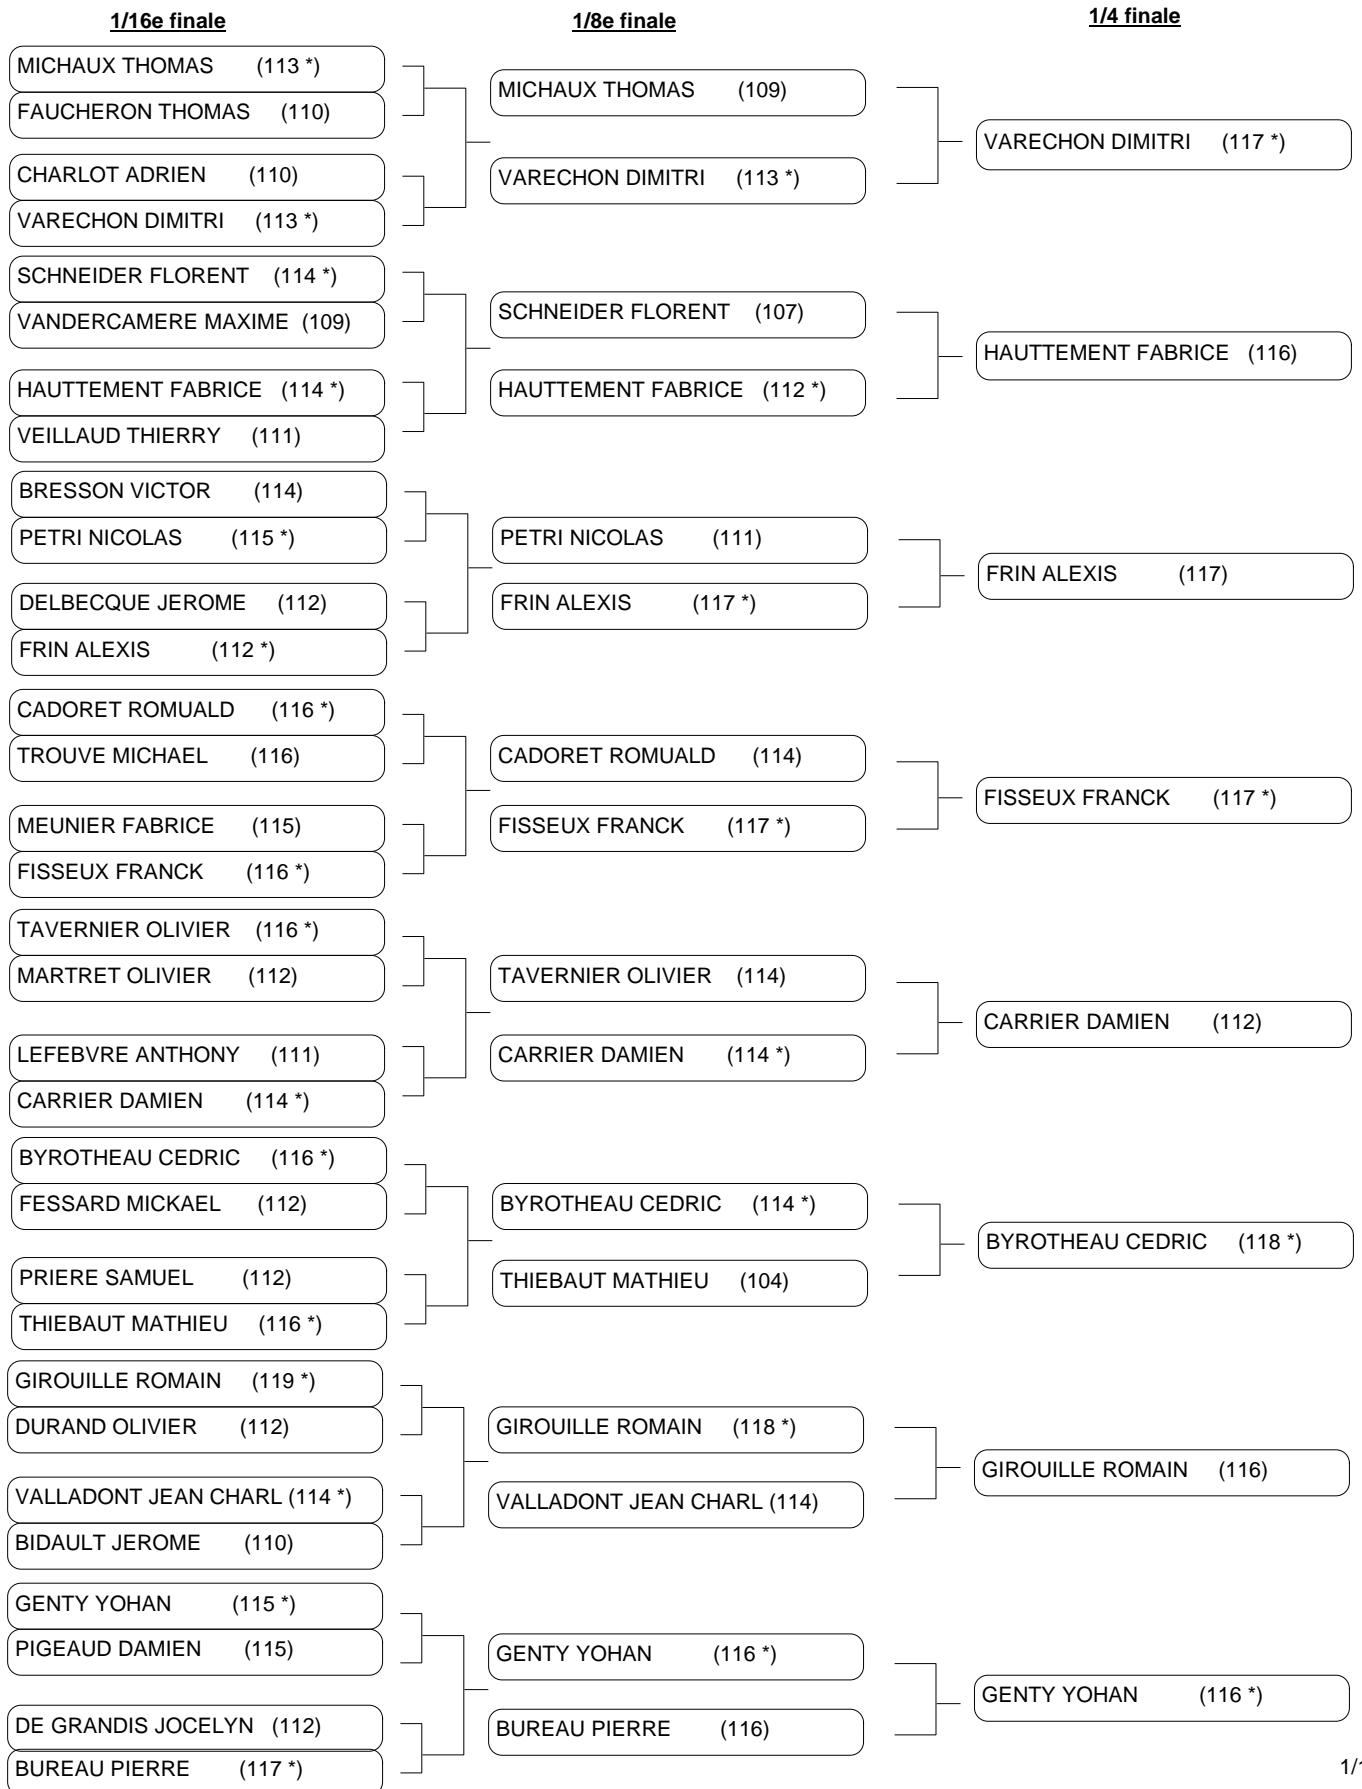 1/16e finale
MICHAUX THOMAS (113 *)
FAUCHERON THOMAS (110)
CHARLOT ADRIEN (110)
VARECHON DIMITRI (113 *)
SCHNEIDER FLORENT (114 *)
VANDERCAMERE MAXIME (109)
HAUTTEMENT FABRICE (114 *)
VEILLAUD THIERRY (111)
BRESSON VICTOR (114)
PETRI NICOLAS (115 *)
DELBECQUE JEROME (112)
FRIN ALEXIS (112 *)
CADORET ROMUALD (116 *)
TROUVE MICHAEL (116)
MEUNIER FABRICE (115)
FISSEUX FRANCK (116 *)
TAVERNIER OLIVIER (116 *)
MARTRET OLIVIER (112)
LEFEBVRE ANTHONY (111)
CARRIER DAMIEN (114 *)
BYROTHEAU CEDRIC (116 *)
FESSARD MICKAEL (112)
PRIERE SAMUEL (112)
THIEBAUT MATHIEU (116 *)
GIROUILLE ROMAIN (119 *)
DURAND OLIVIER (112)
VALLADONT JEAN CHARL (114 *)
BIDAULT JEROME (110)
GENTY YOHAN (115 *)
PIGEAUD DAMIEN (115)
DE GRANDIS JOCELYN (112)
BUREAU PIERRE (117 *)
1/8e finale
MICHAUX THOMAS (109)
VARECHON DIMITRI (113 *)
SCHNEIDER FLORENT (107)
HAUTTEMENT FABRICE (112 *)
PETRI NICOLAS (111)
FRIN ALEXIS (117 *)
CADORET ROMUALD (114)
FISSEUX FRANCK (117 *)
TAVERNIER OLIVIER (114)
CARRIER DAMIEN (114 *)
BYROTHEAU CEDRIC (114 *)
THIEBAUT MATHIEU (104)
GIROUILLE ROMAIN (118 *)
VALLADONT JEAN CHARL (114)
GENTY YOHAN (116 *)
BUREAU PIERRE (116)
1/4 finale
VARECHON DIMITRI (117 *)
HAUTTEMENT FABRICE (116)
FRIN ALEXIS (117)
FISSEUX FRANCK (117 *)
CARRIER DAMIEN (112)
BYROTHEAU CEDRIC (118 *)
GIROUILLE ROMAIN (116)
GENTY YOHAN (116 *)